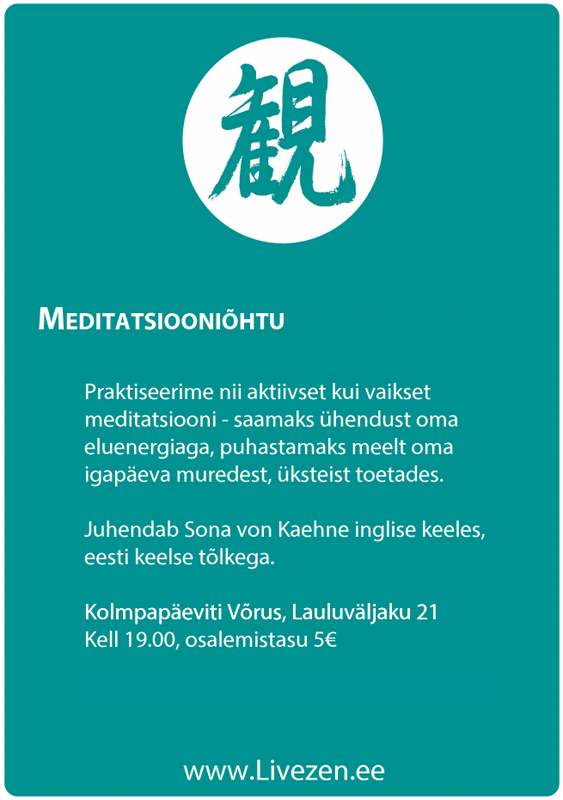 観
MEDITATSIOONIÕHTU
Praktiseerime nii aktiivset kui vaikset
meditatsiooni - saamaks ühendust oma
eluenergiaga, puhastamaks meelt oma
igapäeva muredest, üksteist toetades.
Juhendab Sona von Kaehne inglise keeles,
eesti keelse tõlkega.
Kolmpapäeviti Võrus, Lauluväljaku 21
Kell 19.00, osalemistasu 5€
www.Livezen.ee